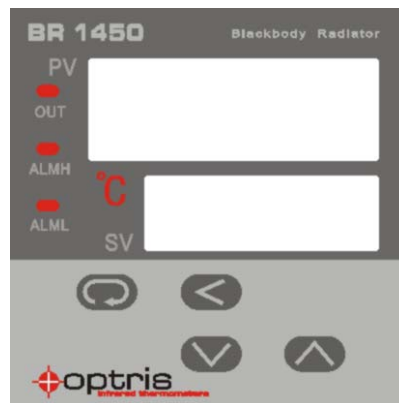 BR 1450 Blackbody Radiator
PV
OUT
ALMH
°C
ALML
SV
optris
infrared thermometers